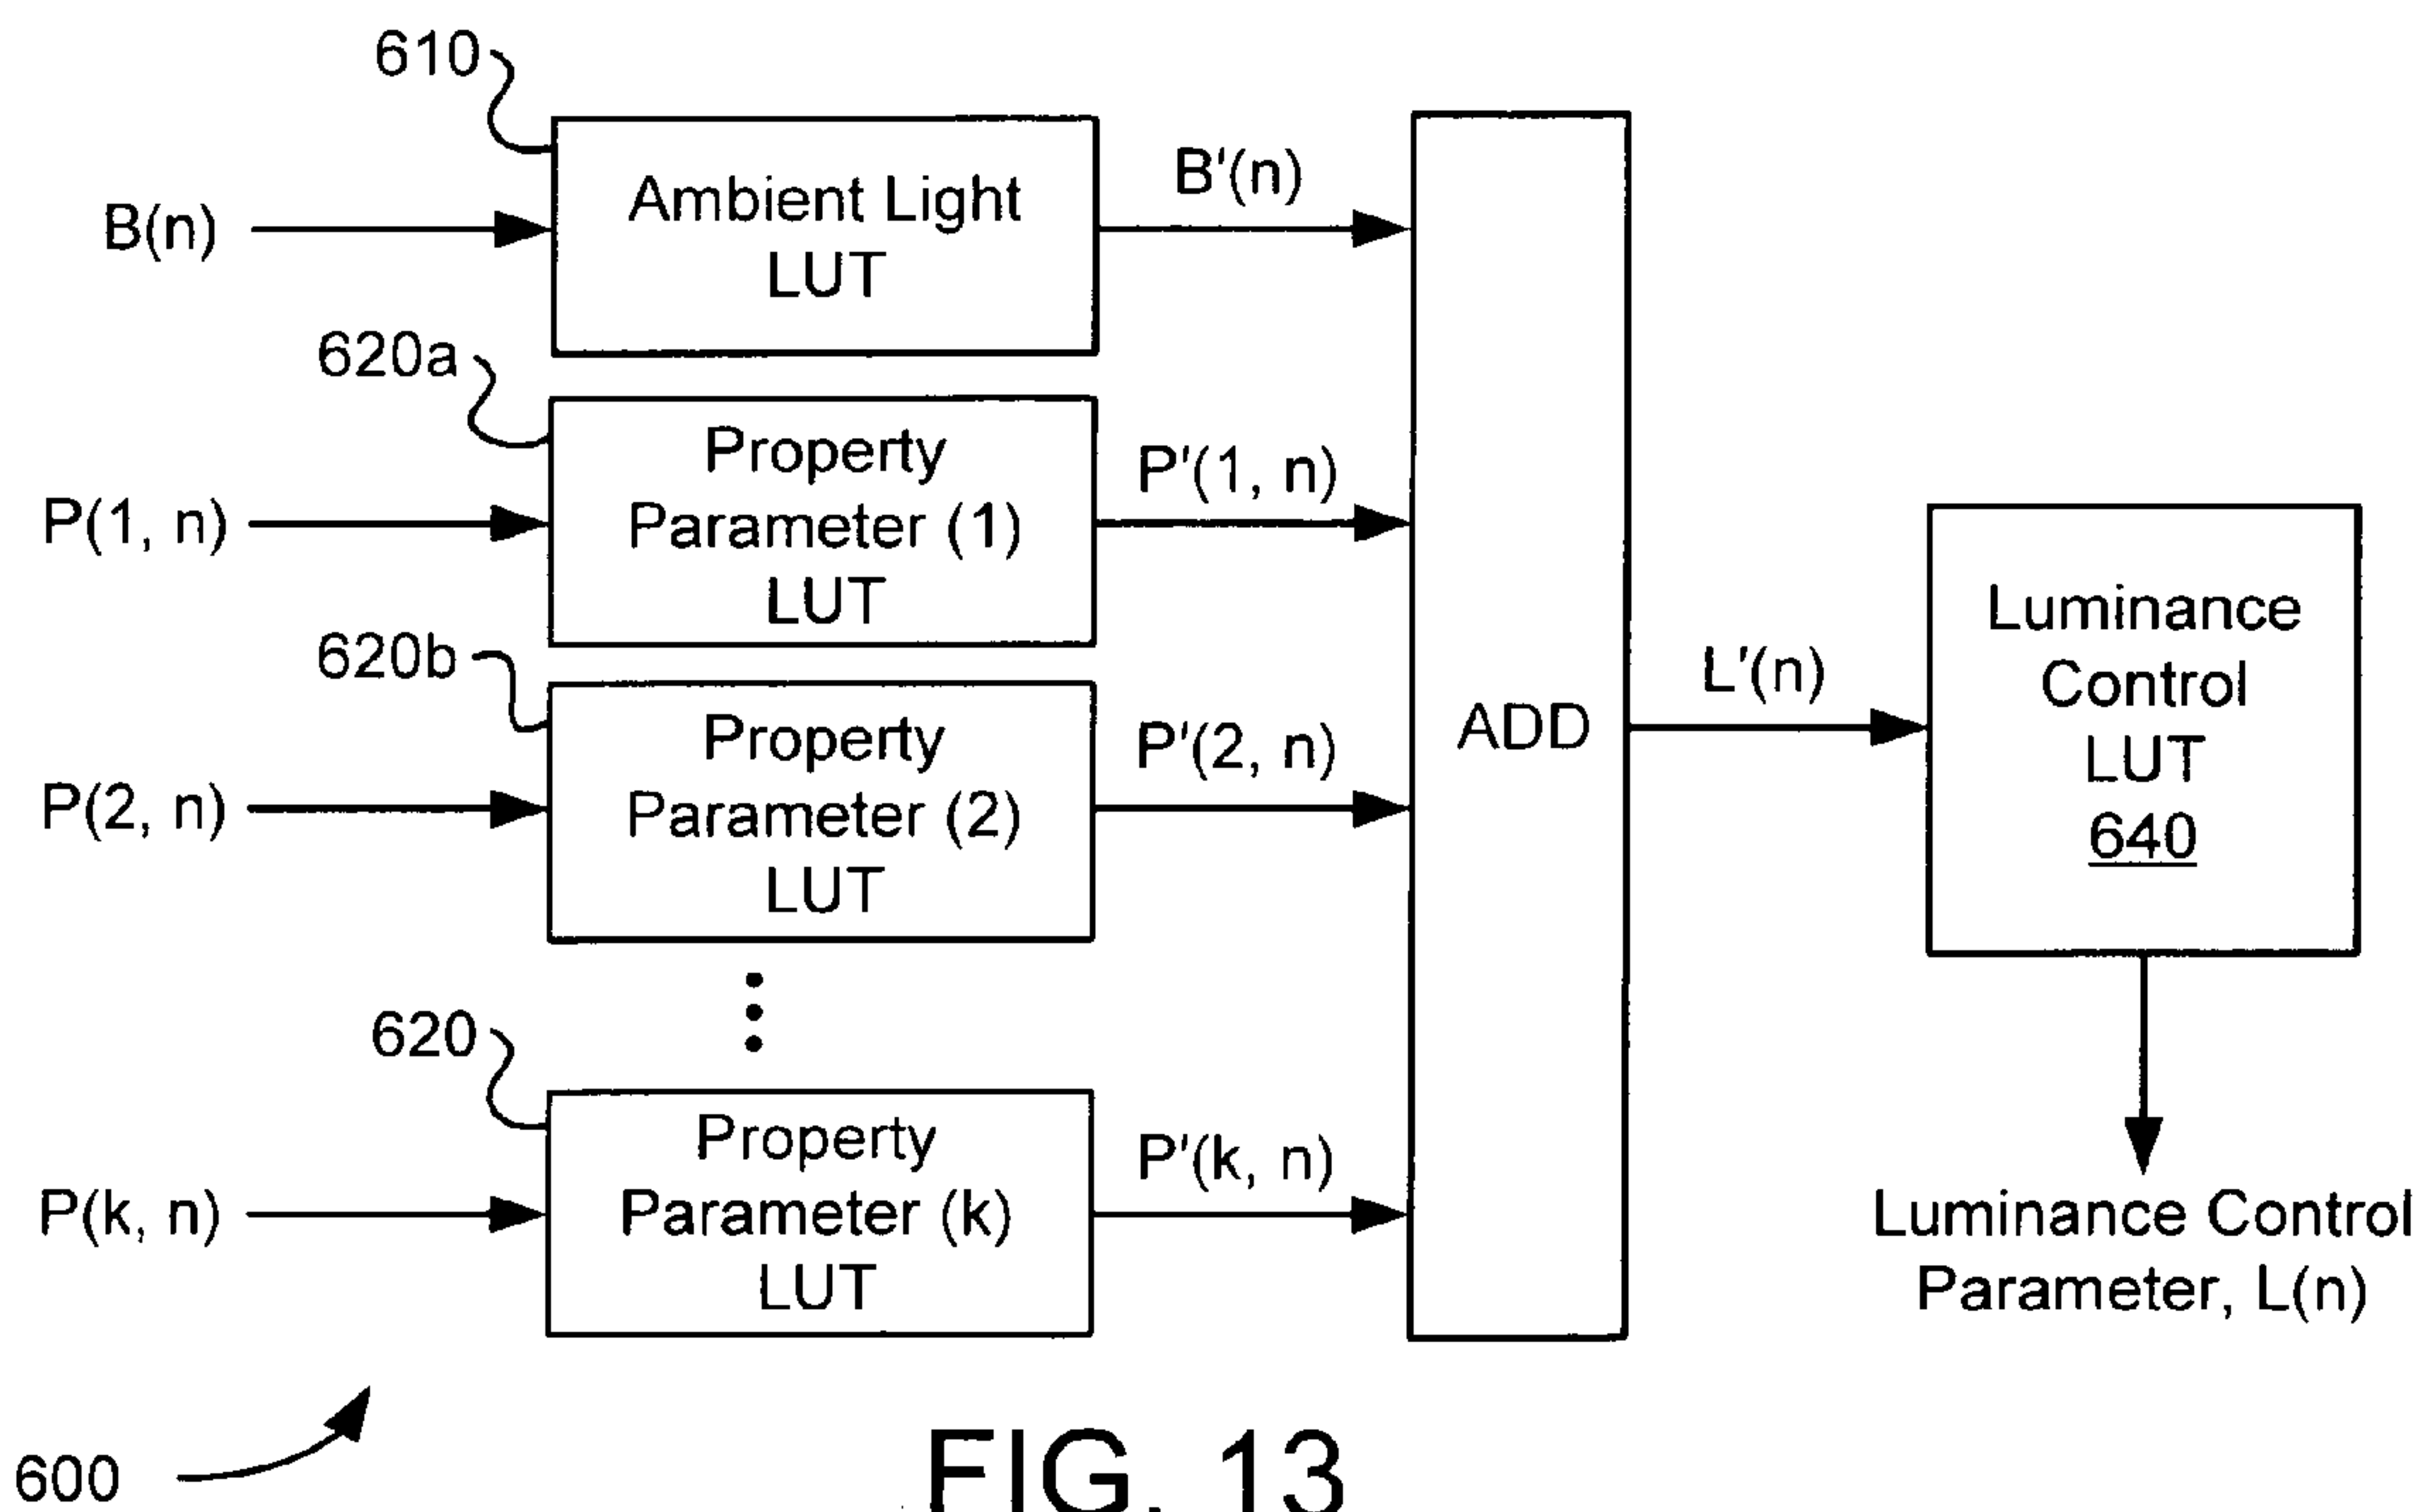 610
Ambient Light
LUT
B(n)
B'(n)
620a
Property
Parameter (1)
LUT
P(1, n)
P'(1, n)
620b
Property
Parameter (2)
LUT
P(2, n)
P'(2, n)
620
Property
Parameter (k)
LUT
P(k, n)
P'(k, n)
ADD
L'(n)
Luminance
Control
LUT
640
Luminance Control
Parameter, L(n)
600
FIG. 13